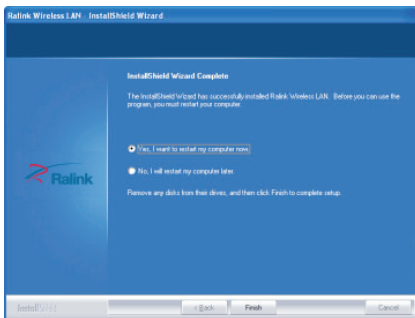 Ralink Wireless LAN - InstallShield Wizard
InstallShield Wizard Complete
The InstallShield Wizard has successfully installed Ralink Wireless LAN. Before you can use the
program, you must restart your computer.
Yes, I want to restart my computer now.
No, I will restart my computer later.
Ralink
Remove any disks from their drives, and then click Finish to complete setup.
InstallShield
< Back
Finish
Cancel